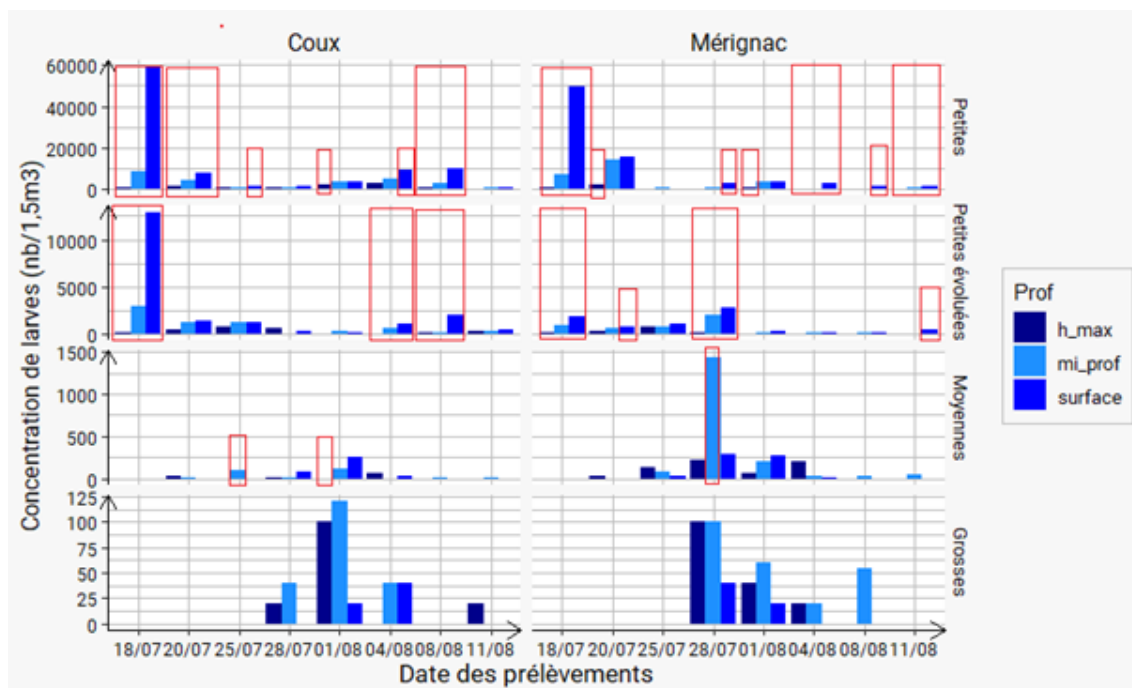 Coux
Mérignac
Concentration de larves (nb/1,5m3)
60000
40000
20000
0
Petites
10000
5000
0
Petites évoluées
1500
1000
500
0
Moyennes
125
100
75
50
25
0
Grosses
18/07 20/07 25/07 28/07 01/08 04/08 08/08 11/08
18/07 20/07 25/07 28/07 01/08 04/08 08/08 11/08
Date des prélèvements
Prof
h_max
mi_prof
surface